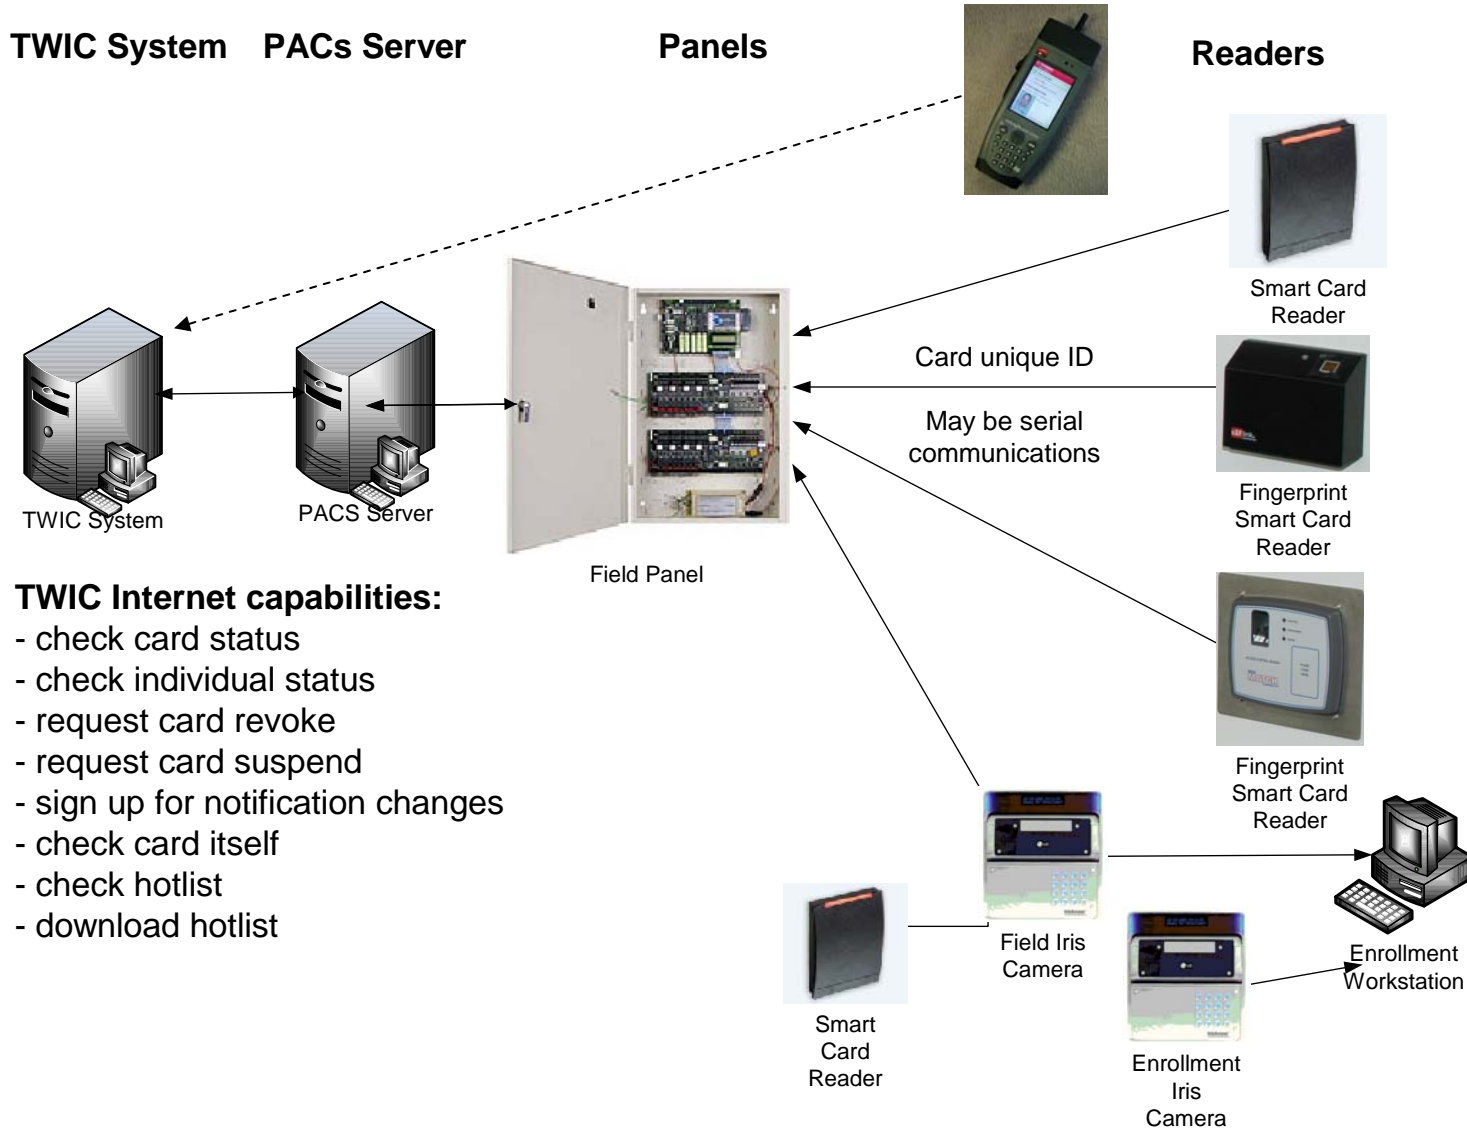 TWIC System
PACs Server
Panels
Readers
Smart Card
Reader
Card unique ID
May be serial
communications
Fingerprint
Smart Card
Reader
TWIC System
PACS Server
Field Panel
TWIC Internet capabilities:
- check card status
- check individual status
- request card revoke
- request card suspend
- sign up for notification changes
- check card itself
- check hotlist
- download hotlist
Fingerprint
Smart Card
Reader
Field Iris
Camera
Enrollment
Workstation
Smart
Card
Reader
Enrollment
Iris
Camera